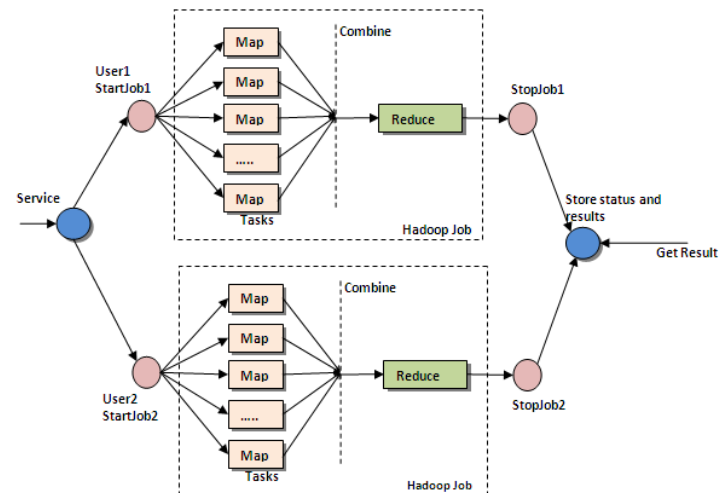 Combine
Map
User1
StartJob1
Map
StopJob1
Map
Reduce
.....
Service
Map
Tasks
Store status and
results
Hadoop Job
Get Result
Combine
Map
Map
Map
Reduce
User2
StartJob2
.....
StopJob2
Map
Tasks
Hadoop Job